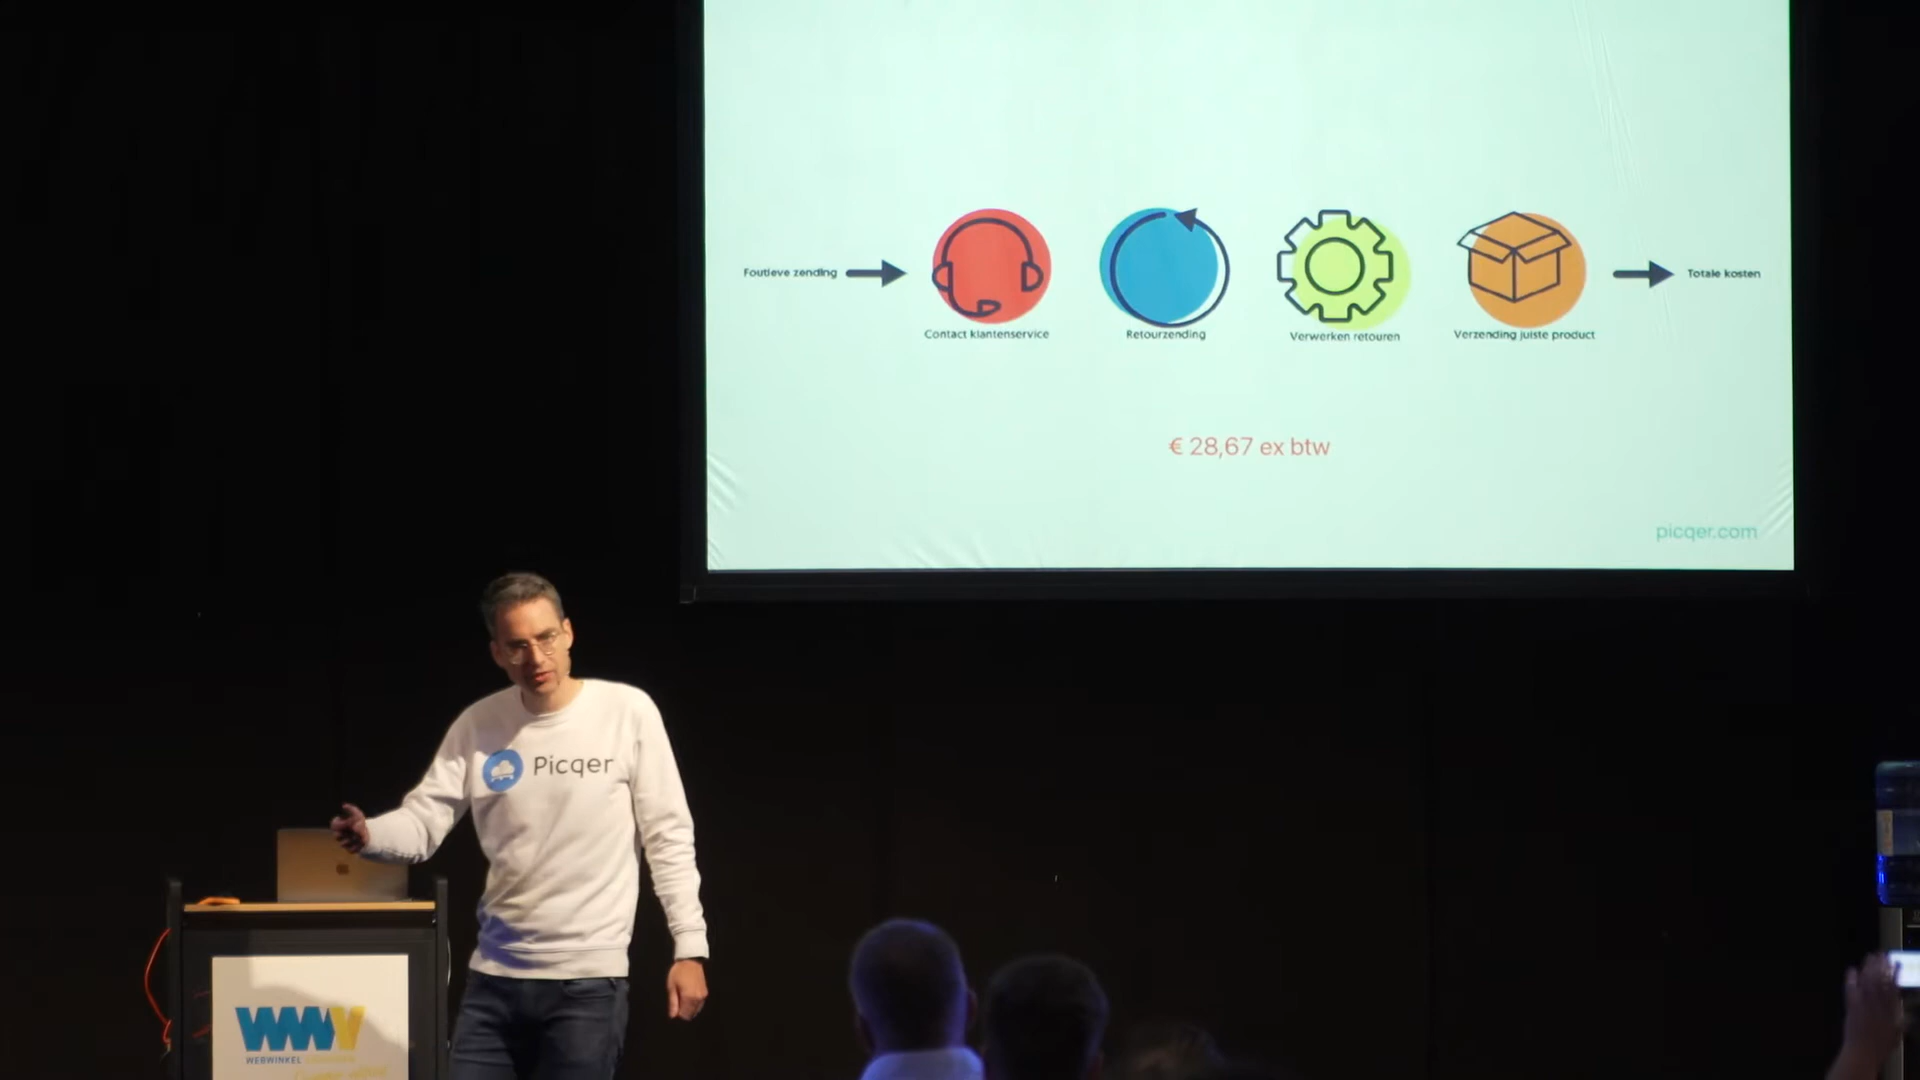 Foutieve zending
Contact klantenservice
Retourzending
Verwerken retouren
Verzending juiste product
Totale kosten
€ 28,67 ex btw
picqer.com
Picqer
WWV
WEBWINKEL